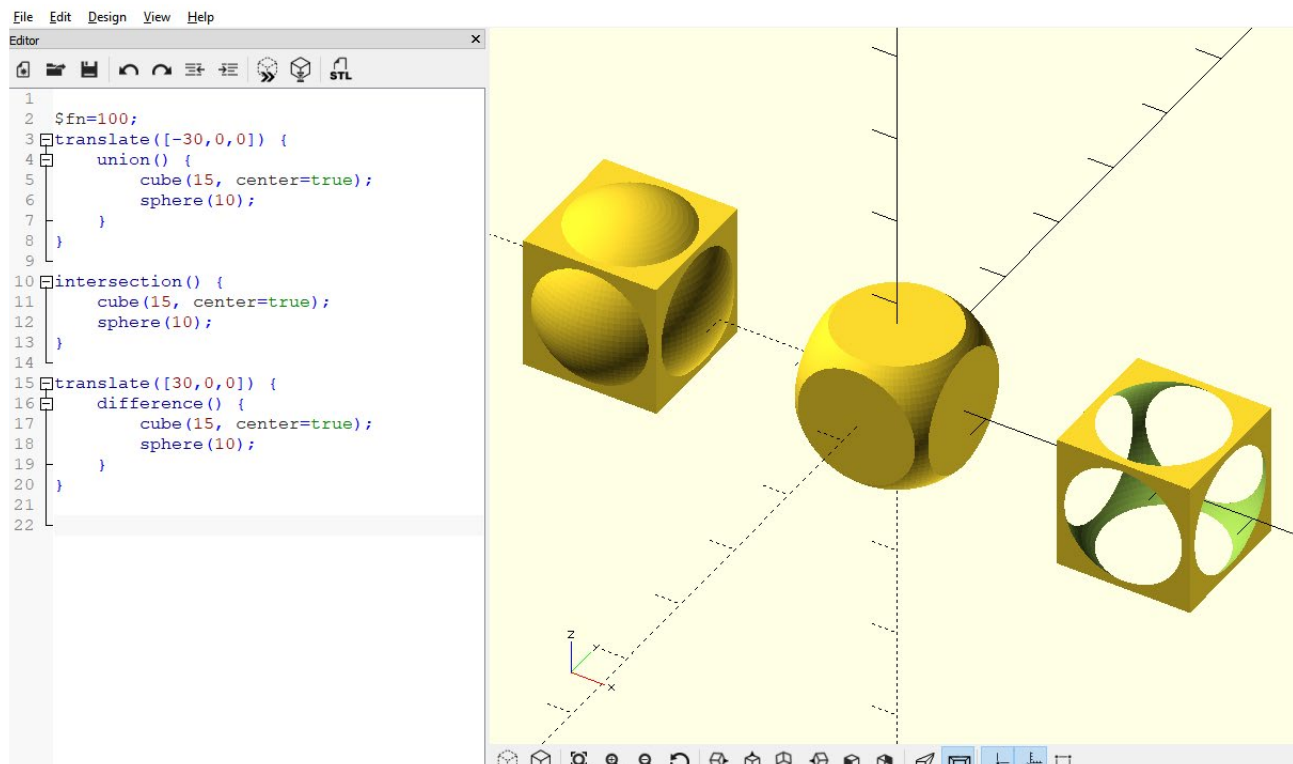 File Edit Design View Help
Editor
STL
1
2 $fn=100;
3 translate([-30,0,0]) {
4 union() {
5 cube(15, center=true);
6 sphere(10);
7 }
8 }
9
10 intersection() {
11 cube(15, center=true);
12 sphere(10);
13 }
14
15 translate([30,0,0]) {
16 difference() {
17 cube(15, center=true);
18 sphere(10);
19 }
20 }
21
22
z
y
x